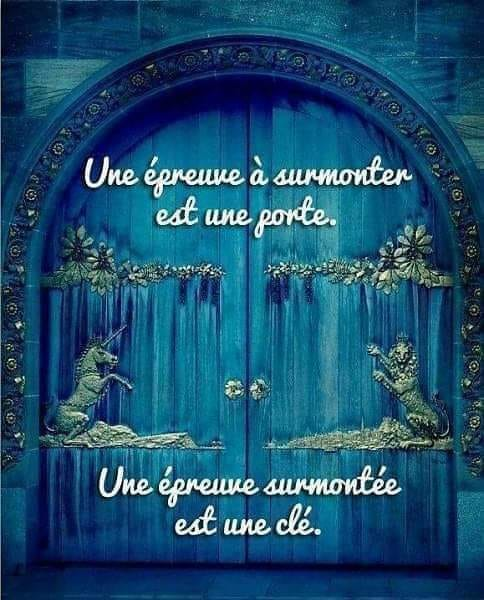 Une épreuve à surmonter
est une porte.
Une épreuve surmontée
est une clé.